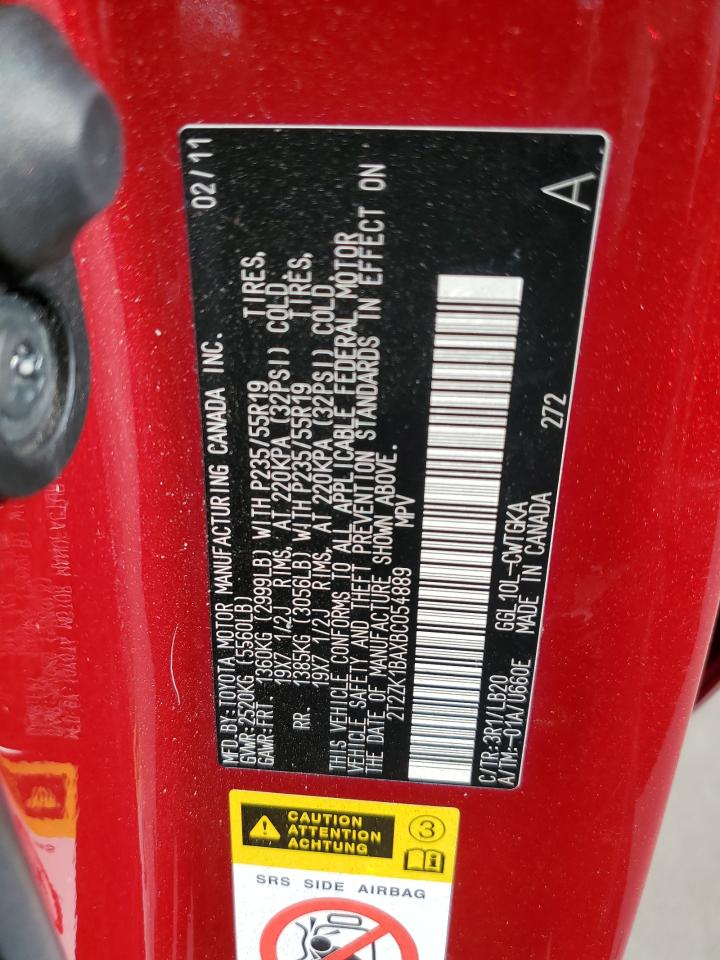 MFD.BY:TOYOTA MOTOR MANUFACTURING CANADA INC. 02/11
GVWR:2520KG (5560LB)
GAWR:FRT 1360KG (2999LB) WITH P235/55R19 TIRES,
19X7 1/2J RIMS, AT 220KPA (32PSI) COLD
RR. 1385KG (3056LB) WITH P235/55R19 TIRES,
19X7 1/2J RIMS, AT 220KPA (32PSI) COLD.
THIS VEHICLE CONFORMS TO ALL APPLICABLE FEDERAL MOTOR
VEHICLE SAFETY AND THEFT PREVENTION STANDARDS IN EFFECT ON
THE DATE OF MANUFACTURE SHOWN ABOVE.
2T2ZK1BAXBC054889 MPV
A
C/TR:3R1/LB20 GGL10L-CWTGKA
A/TM:-01A/U660E MADE IN CANADA 272
CAUTION
ATTENTION
ACHTUNG
3
SRS SIDE AIRBAG